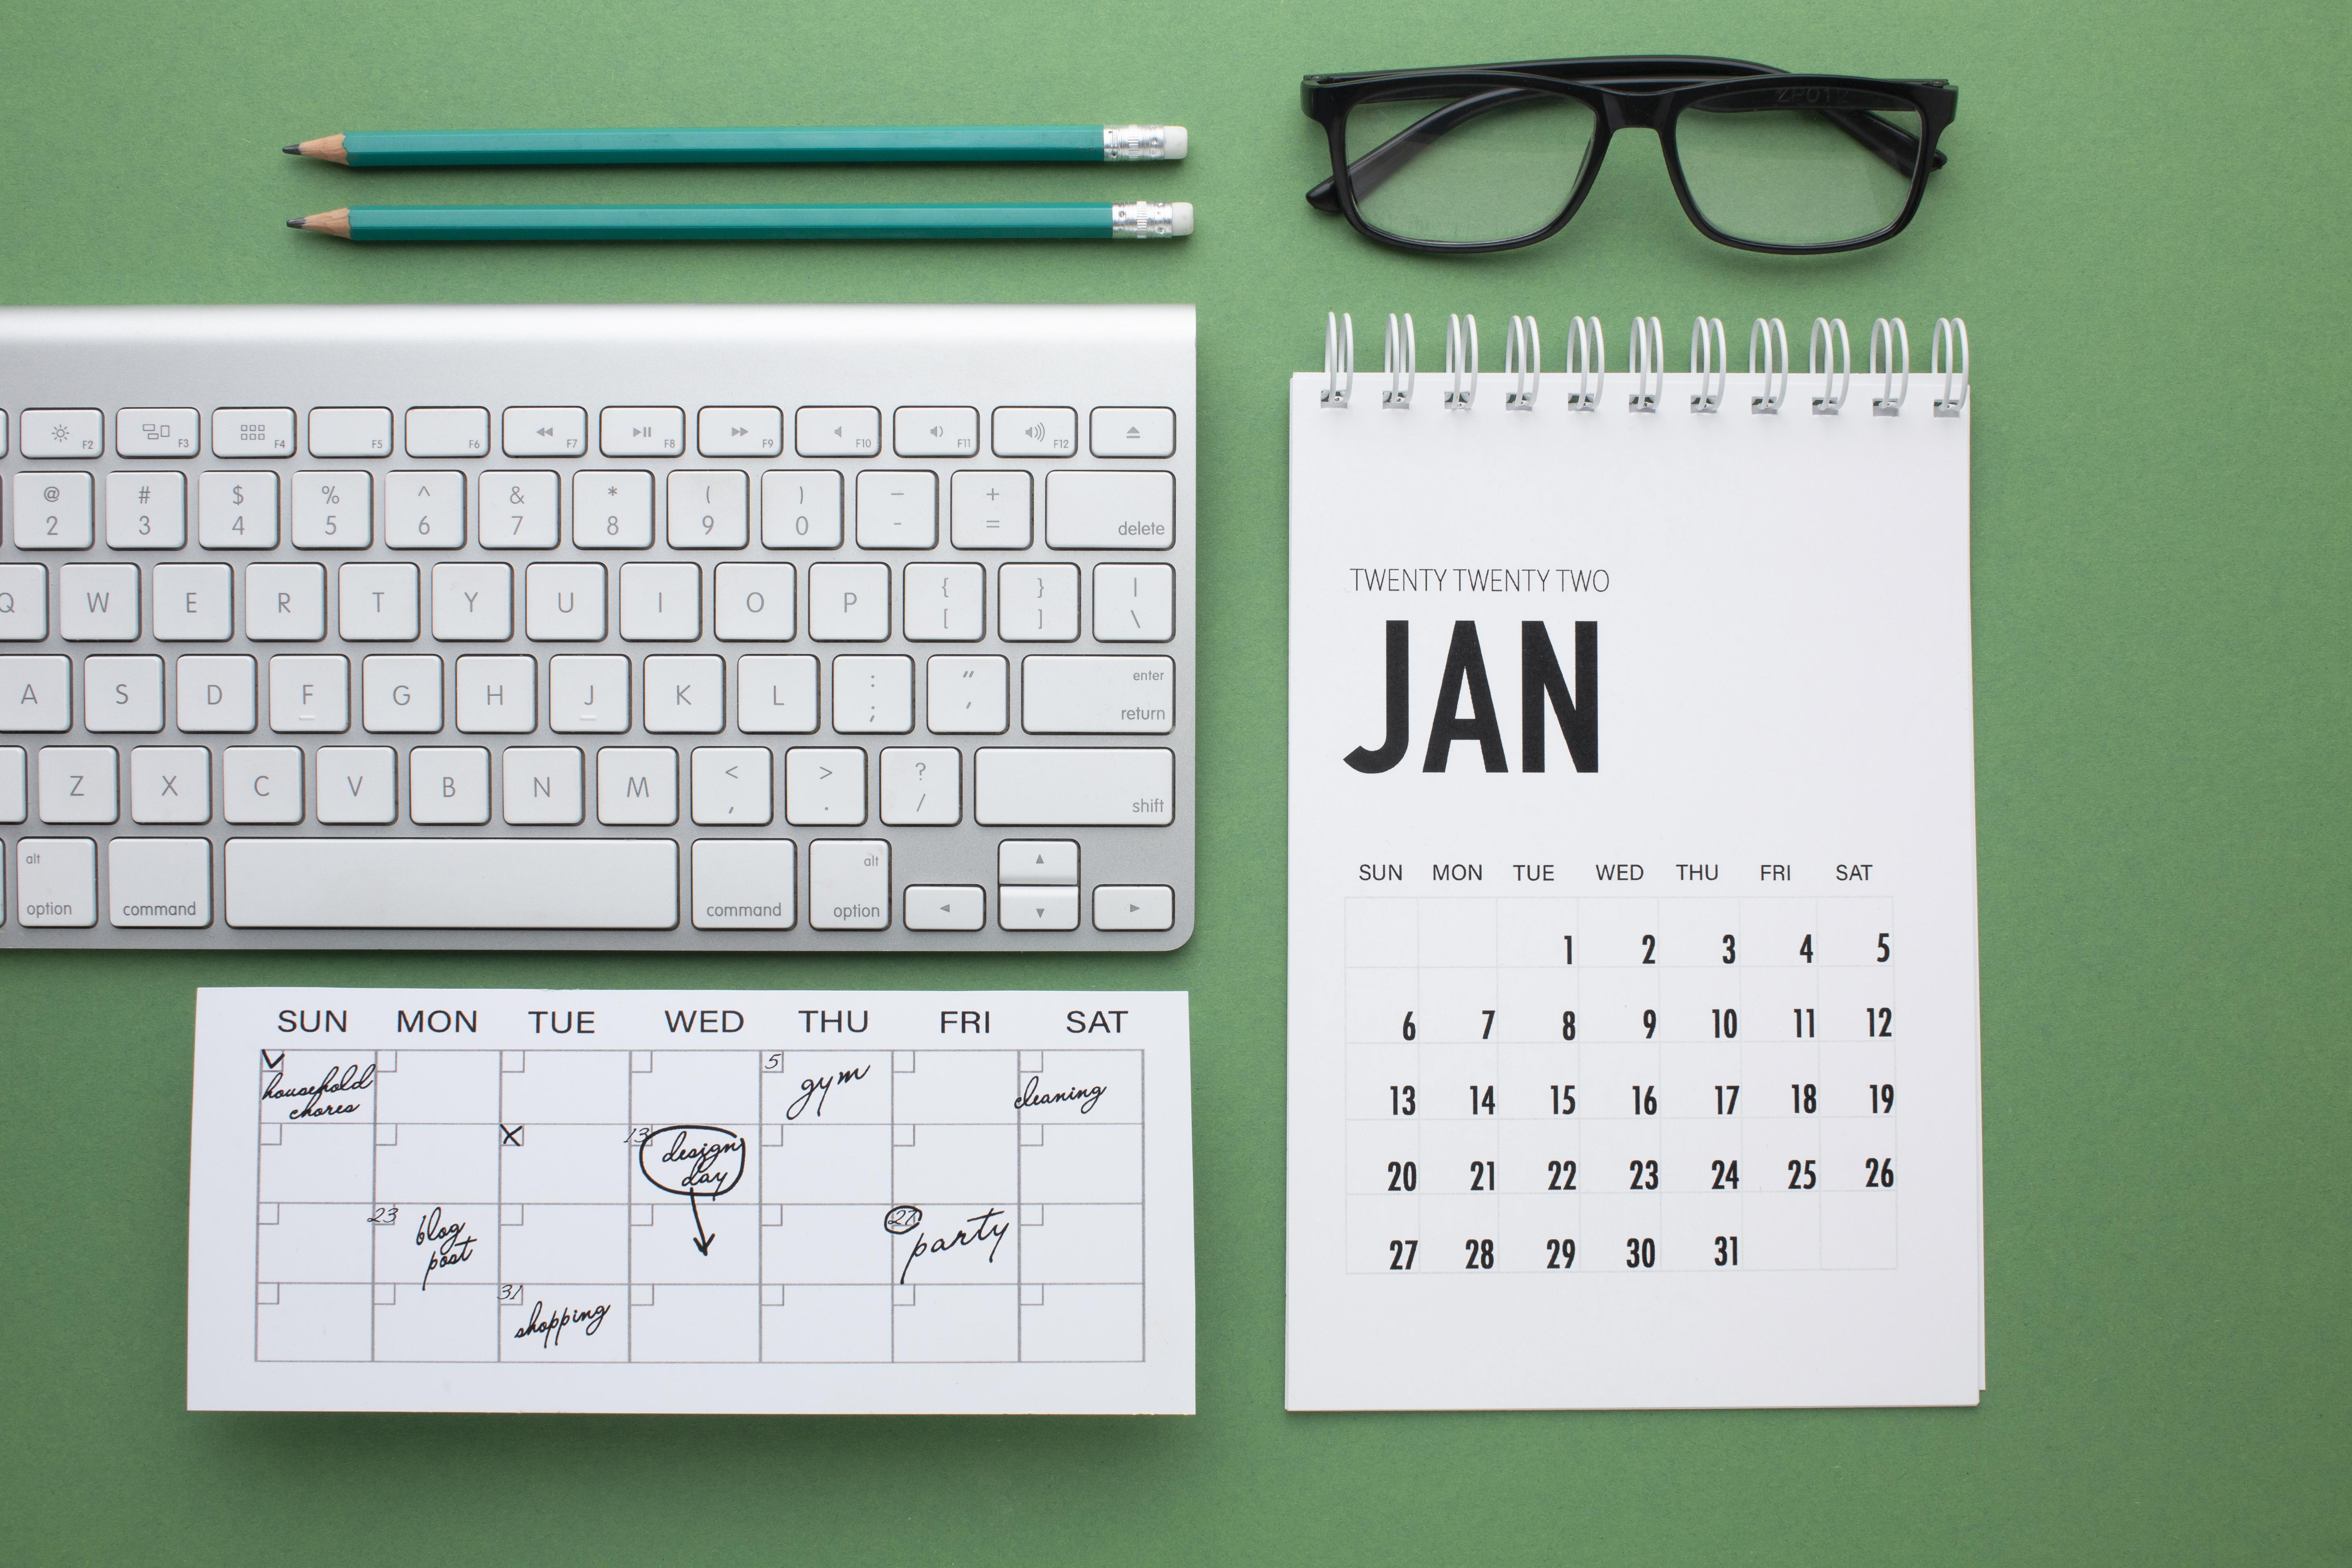 ZP012
F2 F3 F4 F5 F6 F7 F8 F9 F10 F11 F12
@ # $ % ^ & * ( ) — +
2 3 4 5 6 7 8 9 0 - = delete
{ } |
Q W E R T Y U I O P [ ] \
: “ enter
A S D F G H J K L ; ‘ return
< > ?
Z X C V B N M , . / shift
alt alt
option command command option
TWENTY TWENTY TWO
JAN
SUN MON TUE WED THU FRI SAT
1 2 3 4 5
6 7 8 9 10 11 12
13 14 15 16 17 18 19
20 21 22 23 24 25 26
27 28 29 30 31
SUN MON TUE WED THU FRI SAT
5
household gym
chores cleaning
X 13
design
day
23 27
blog party
post
31
shopping